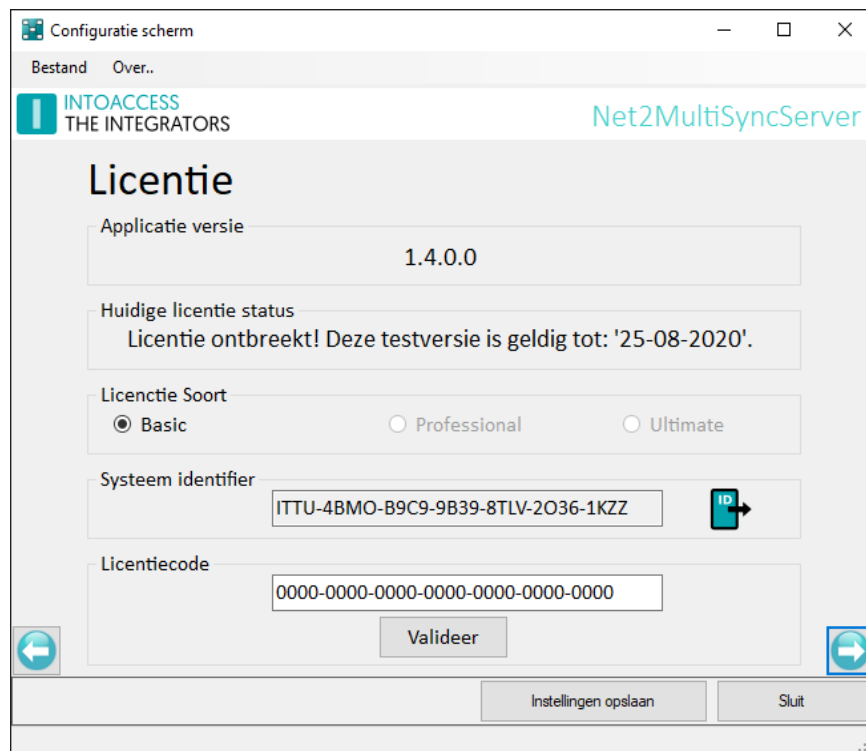 Configuratie scherm
Bestand Over..
INTOACCESS
THE INTEGRATORS
Net2MultiSyncServer
Licentie
Applicatie versie
1.4.0.0
Huidige licentie status
Licentie ontbreekt! Deze testversie is geldig tot: '25-08-2020'.
Licenctie Soort
Basic Professional Ultimate
Systeem identifier
ITTU-4BMO-B9C9-9B39-8TLV-2O36-1KZZ
ID
Licentiecode
0000-0000-0000-0000-0000-0000-0000
Valideer
Instellingen opslaan Sluit